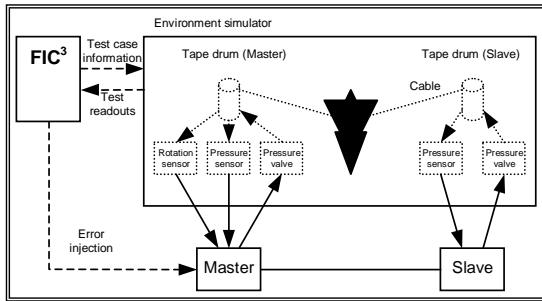 Environment simulator
FIC³
Test case
information
Test
readouts
Tape drum (Master)
Tape drum (Slave)
Cable
Rotation
sensor
Pressure
sensor
Pressure
valve
Pressure
sensor
Pressure
valve
Error
injection
Master
Slave